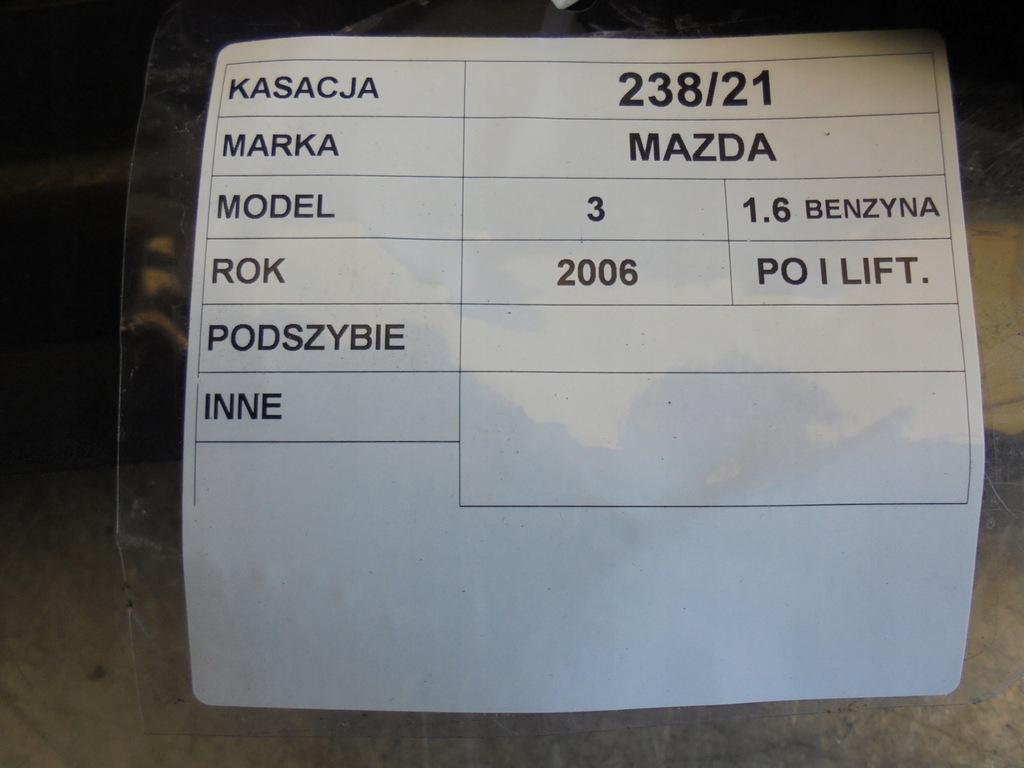 KASACJA 238/21
MARKA MAZDA
MODEL 3 1.6 BENZYNA
ROK 2006 PO I LIFT.
PODSZYBIE
INNE